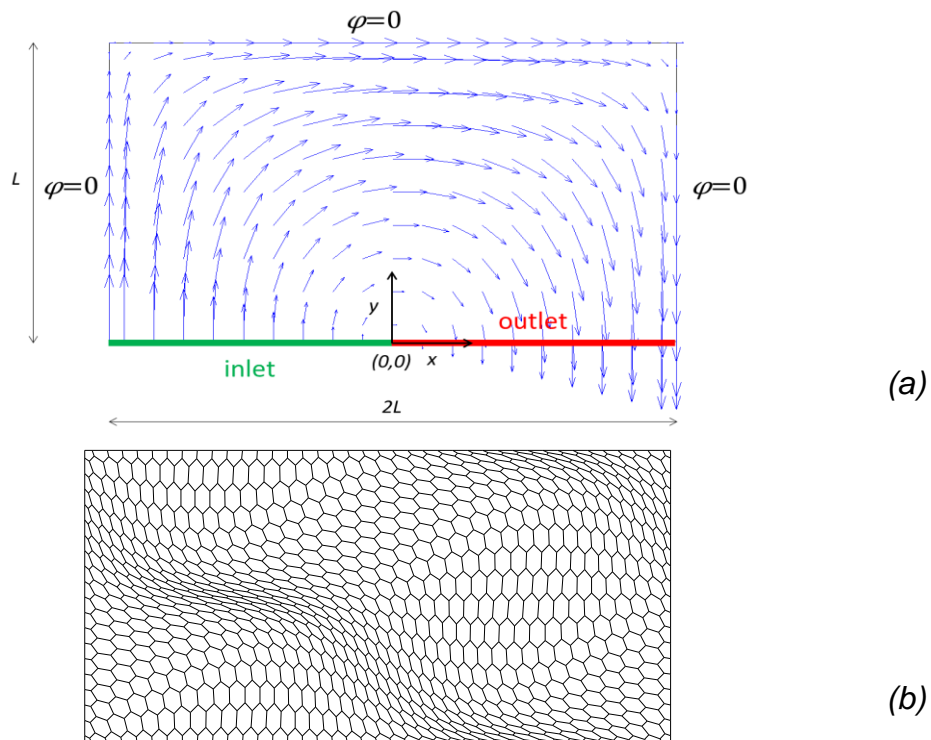 φ=0
L
φ=0
φ=0
y
outlet
inlet
(0,0)
x
2L
(a)
(b)